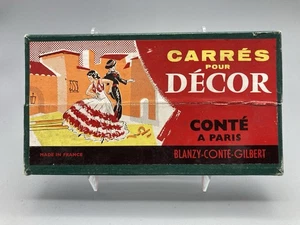 CARRÉS
POUR
DÉCOR
CONTÉ
A PARIS
MADE IN FRANCE
BLANZY-CONTÉ-GILBERT